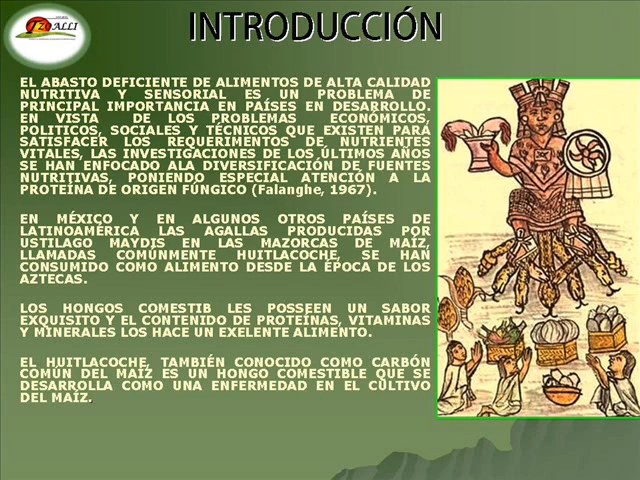 IZCALLI
INTRODUCCIÓN
EL ABASTO DEFICIENTE DE ALIMENTOS DE ALTA CALIDAD
NUTRITIVA Y SENSORIAL ES UN PROBLEMA DE
PRINCIPAL IMPORTANCIA EN PAÍSES EN DESARROLLO.
EN VISTA DE LOS PROBLEMAS ECONÓMICOS,
POLITICOS, SOCIALES Y TÉCNICOS QUE EXISTEN PARA
SATISFACER LOS REQUERIMENTOS DE NUTRIENTES
VITALES, LAS INVESTIGACIONES DE LOS ÚLTIMOS AÑOS
SE HAN ENFOCADO ALA DIVERSIFICACIÓN DE FUENTES
NUTRITIVAS, PONIENDO ESPECIAL ATENCIÓN A LA
PROTEÍNA DE ORIGEN FÚNGICO (Falanghe, 1967).
EN MÉXICO Y EN ALGUNOS OTROS PAÍSES DE
LATINOAMÉRICA LAS AGALLAS PRODUCIDAS POR
USTILAGO MAYDIS EN LAS MAZORCAS DE MAÍZ,
LLAMADAS COMÚNMENTE HUITLACOCHE, SE HAN
CONSUMIDO COMO ALIMENTO DESDE LA ÉPOCA DE LOS
AZTECAS.
LOS HONGOS COMESTIB LES POSSEEN UN SABOR
EXQUISITO Y EL CONTENIDO DE PROTEÍNAS, VITAMINAS
Y MINERALES LOS HACE UN EXELENTE ALIMENTO.
EL HUITLACOCHE, TAMBIÉN CONOCIDO COMO CARBÓN
COMÚN DEL MAÍZ ES UN HONGO COMESTIBLE QUE SE
DESARROLLA COMO UNA ENFERMEDAD EN EL CULTIVO
DEL MAÍZ.